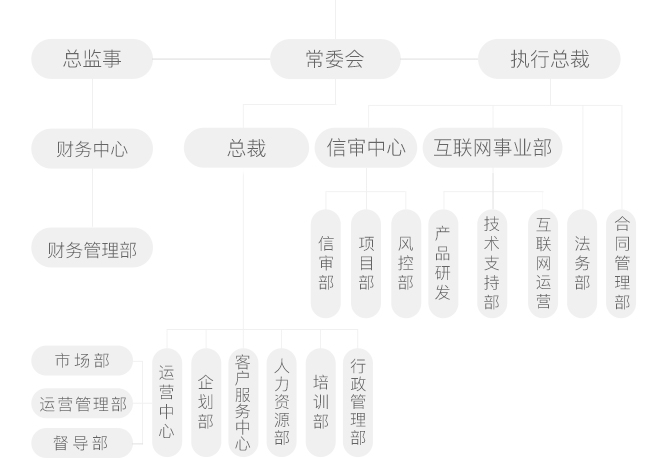 总监事
常委会
执行总裁
财务中心
总裁
信审中心
互联网事业部
财务管理部
信审部
项目部
风控部
产品研发
技术支持部
互联网运营
法务部
合同管理部
市场部
运营管理部
督导部
运营中心
企划部
客户服务中心
人力资源部
培训部
行政管理部